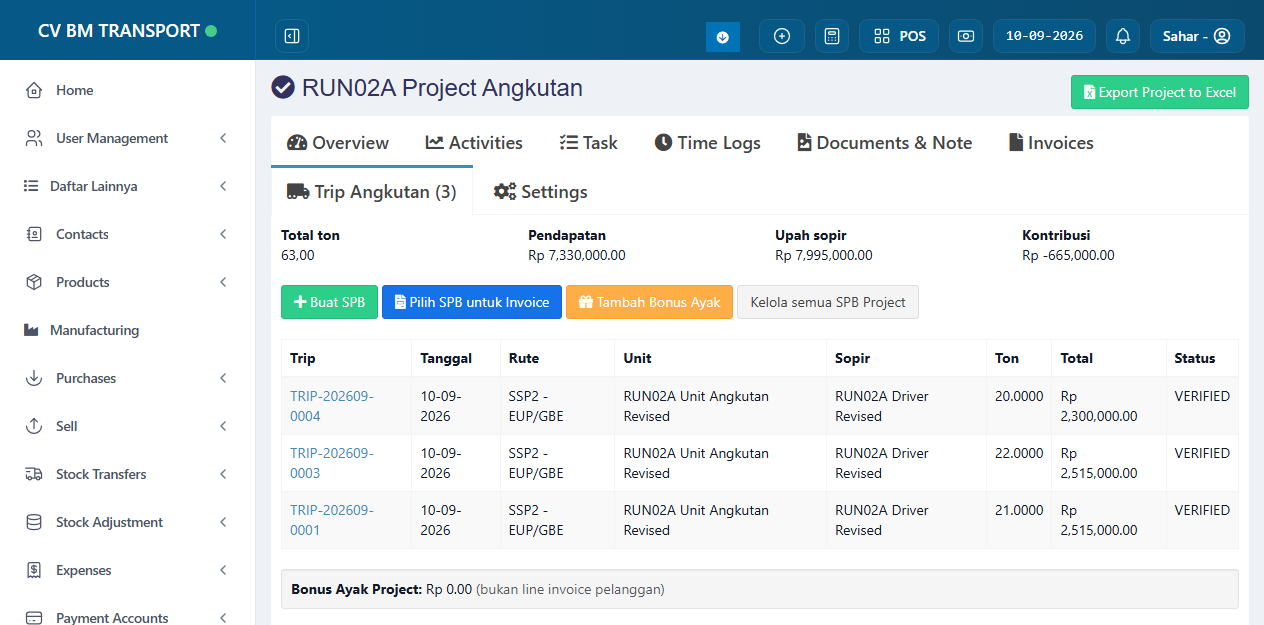 CV BM TRANSPORT
POS
10-09-2026
Sahar -
Home
User Management
Daftar Lainnya
Contacts
Products
Manufacturing
Purchases
Sell
Stock Transfers
Stock Adjustment
Expenses
Payment Accounts
RUN02A Project Angkutan
Export Project to Excel
Overview
Activities
Task
Time Logs
Documents & Note
Invoices
Trip Angkutan (3)
Settings
Total ton
63,00
Pendapatan
Rp 7,330,000.00
Upah sopir
Rp 7,995,000.00
Kontribusi
Rp -665,000.00
Buat SPB
Pilih SPB untuk Invoice
Tambah Bonus Ayak
Kelola semua SPB Project
Trip Tanggal Rute Unit Sopir Ton Total Status
TRIP-202609- 10-09- SSP2 - RUN02A Unit Angkutan RUN02A Driver 20.0000 Rp VERIFIED
0004 2026 EUP/GBE Revised Revised 2,300,000.00
TRIP-202609- 10-09- SSP2 - RUN02A Unit Angkutan RUN02A Driver 22.0000 Rp VERIFIED
0003 2026 EUP/GBE Revised Revised 2,515,000.00
TRIP-202609- 10-09- SSP2 - RUN02A Unit Angkutan RUN02A Driver 21.0000 Rp VERIFIED
0001 2026 EUP/GBE Revised Revised 2,515,000.00
Bonus Ayak Project: Rp 0.00 (bukan line invoice pelanggan)